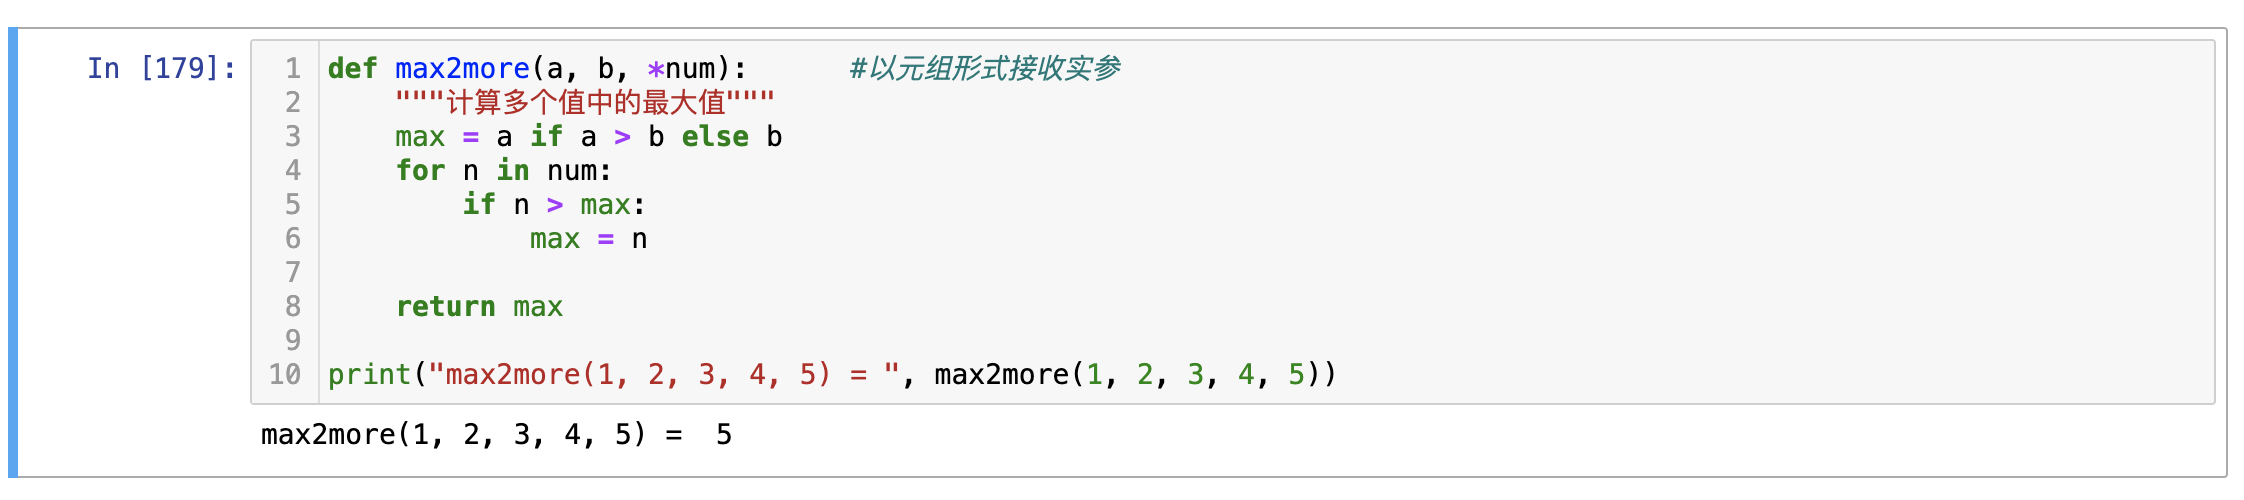 In [179]:
1 def max2more(a, b, *num):      #以元组形式接收实参
2     """计算多个值中的最大值"""
3     max = a if a > b else b
4     for n in num:
5         if n > max:
6             max = n
7
8     return max
9
10 print("max2more(1, 2, 3, 4, 5) = ", max2more(1, 2, 3, 4, 5))
max2more(1, 2, 3, 4, 5) =  5